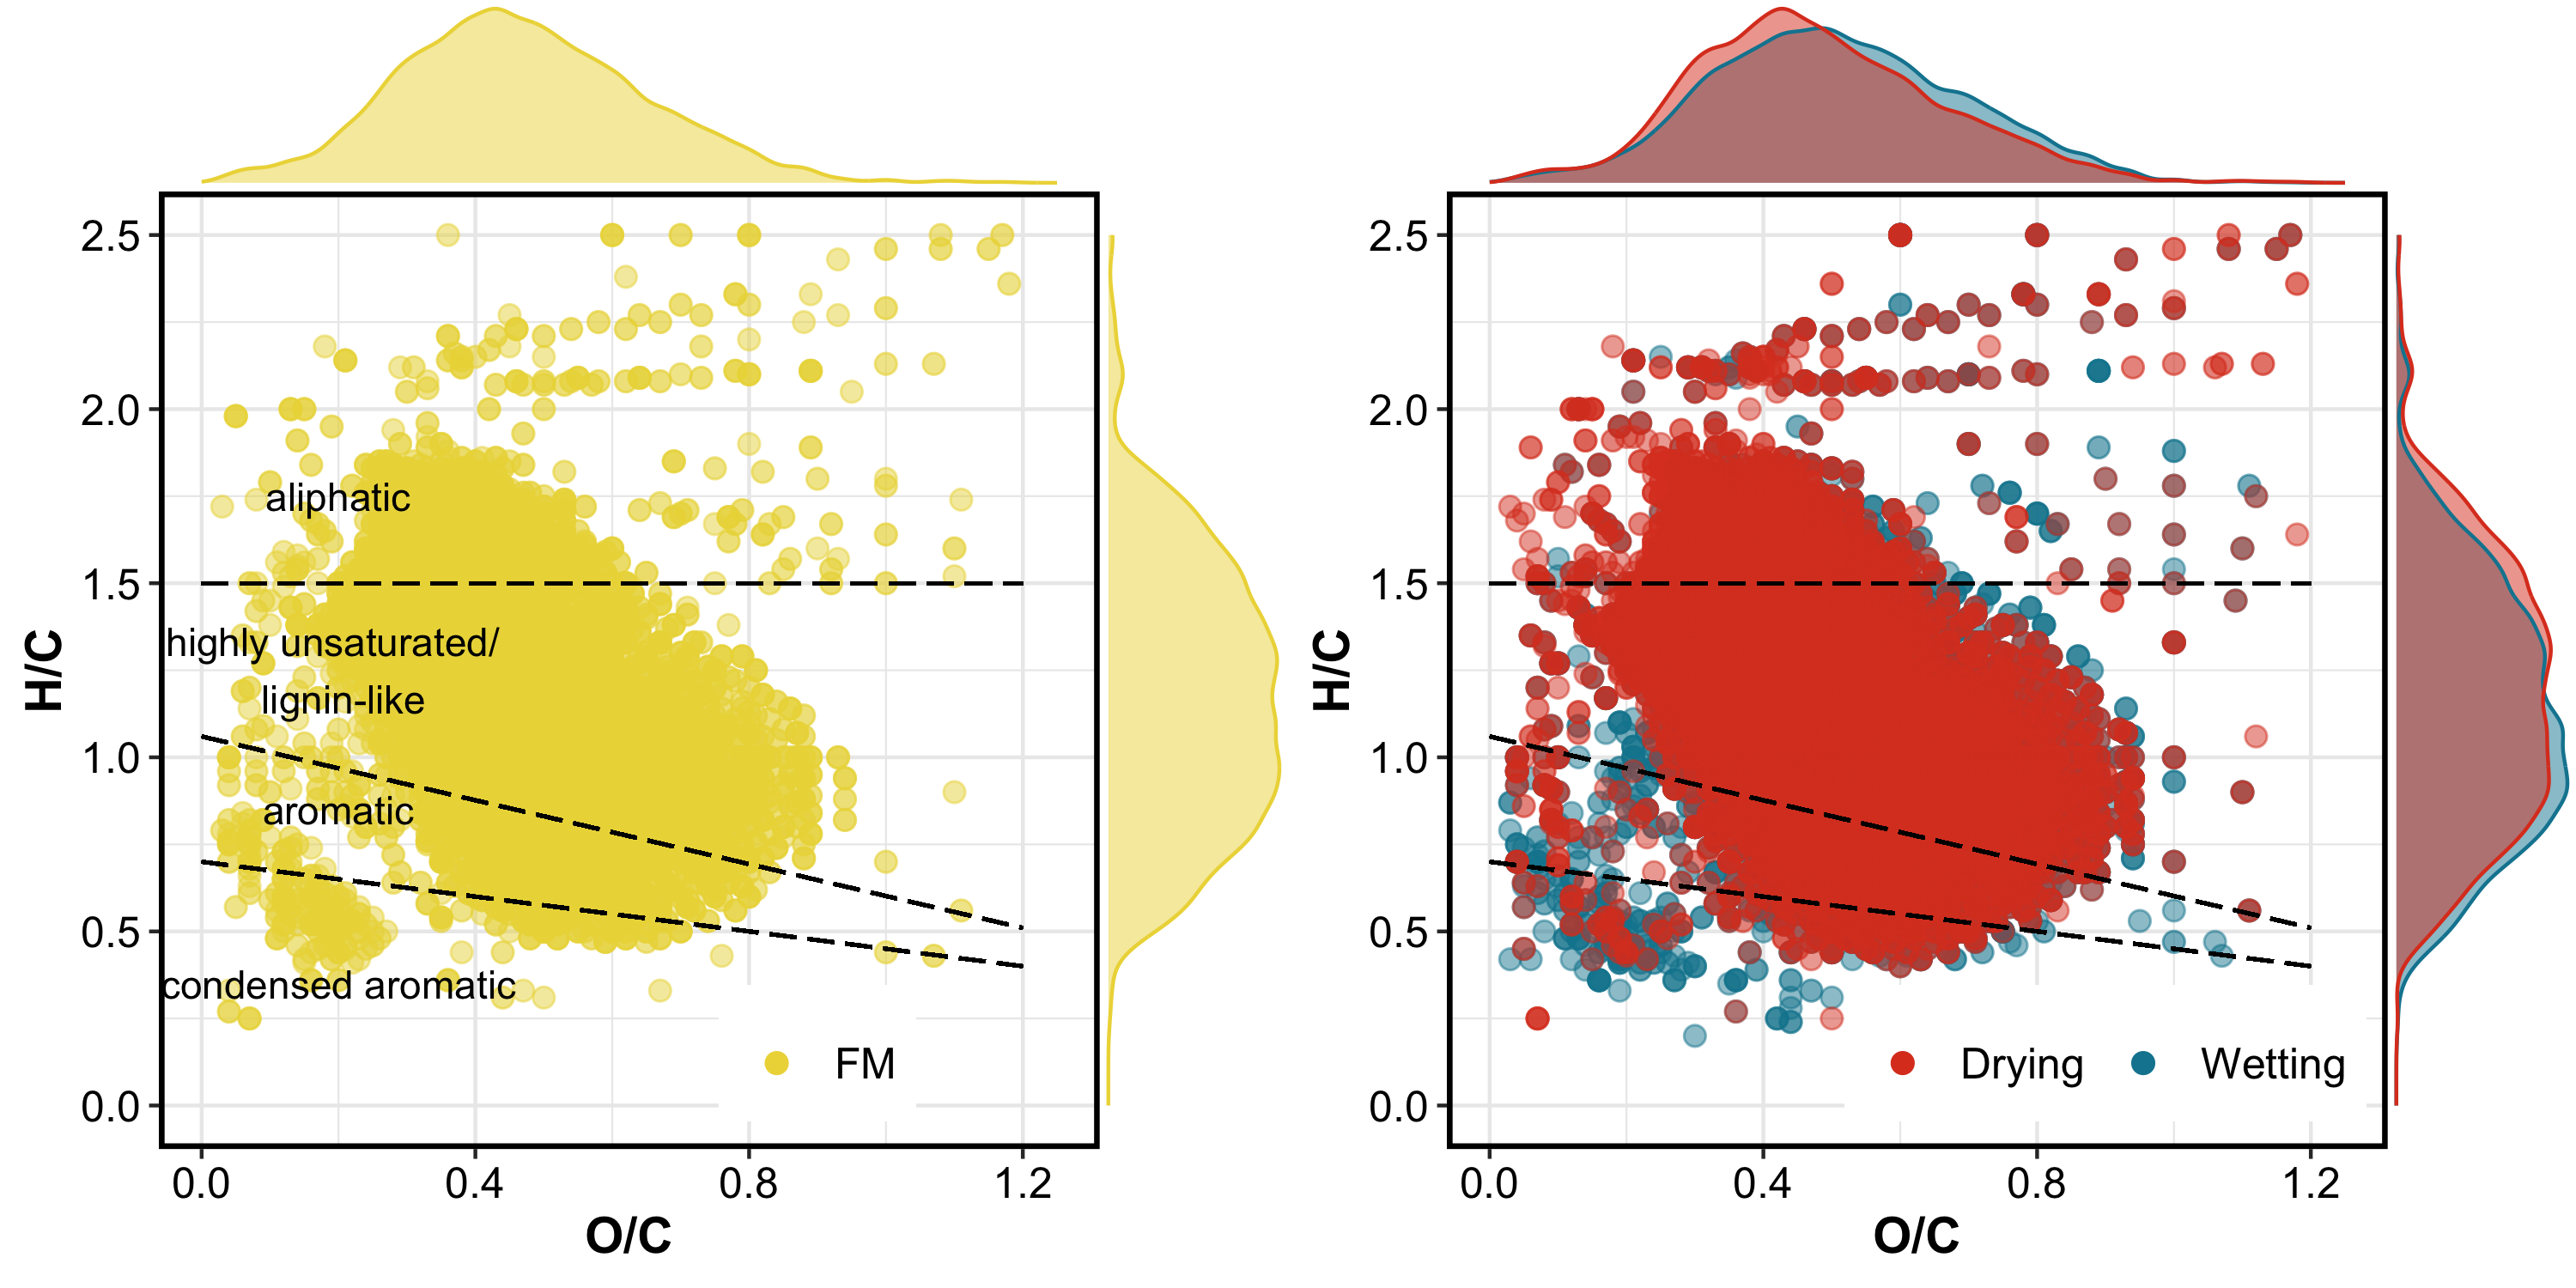 2.5
2.0
1.5
1.0
0.5
0.0
H/C
aliphatic
highly unsaturated/
lignin-like
aromatic
condensed aromatic
FM
0.0 0.4 0.8 1.2
O/C
2.5
2.0
1.5
1.0
0.5
0.0
H/C
Drying Wetting
0.0 0.4 0.8 1.2
O/C